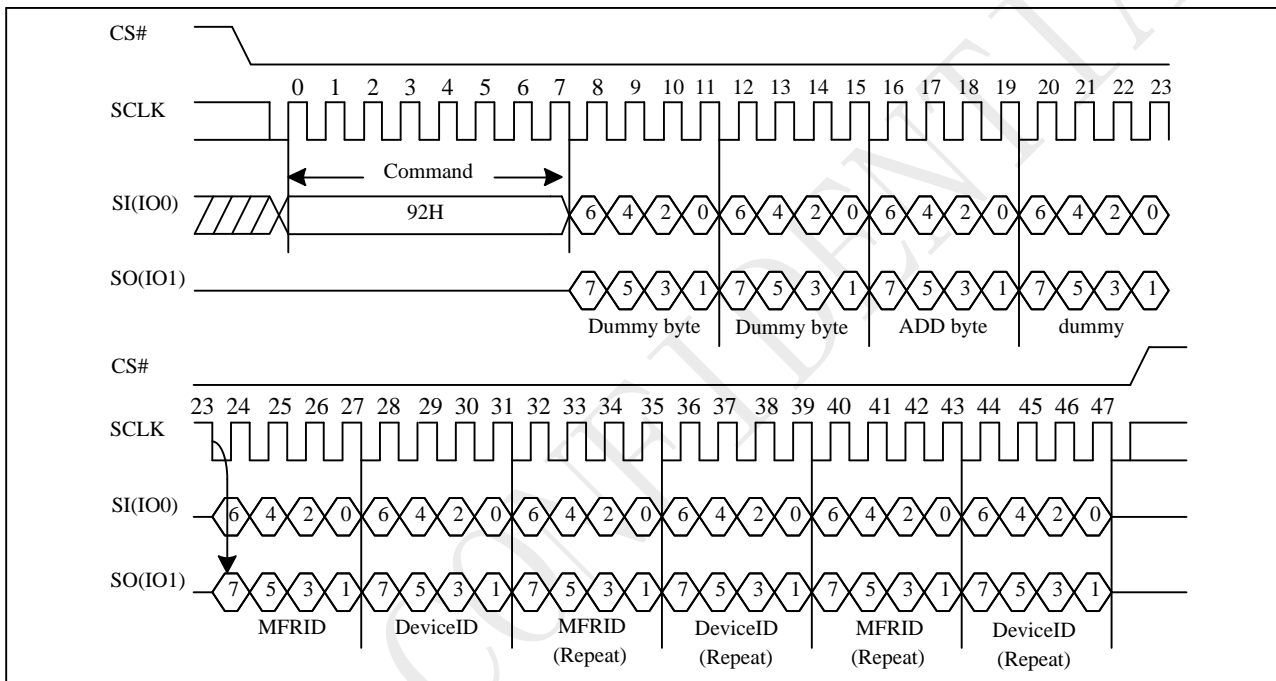 CS#
0 1 2 3 4 5 6 7 8 9 10 11 12 13 14 15 16 17 18 19 20 21 22 23
SCLK
Command
SI(IO0) 92H 6 4 2 0 6 4 2 0 6 4 2 0 6 4 2 0
SO(IO1) 7 5 3 1 7 5 3 1 7 5 3 1 7 5 3 1
Dummy byte Dummy byte ADD byte dummy
CS#
23 24 25 26 27 28 29 30 31 32 33 34 35 36 37 38 39 40 41 42 43 44 45 46 47
SCLK
SI(IO0) 6 4 2 0 6 4 2 0 6 4 2 0 6 4 2 0 6 4 2 0 6 4 2 0
SO(IO1) 7 5 3 1 7 5 3 1 7 5 3 1 7 5 3 1 7 5 3 1 7 5 3 1
MFRID DeviceID MFRID DeviceID MFRID DeviceID
(Repeat) (Repeat) (Repeat) (Repeat)
CONFIDENTIA